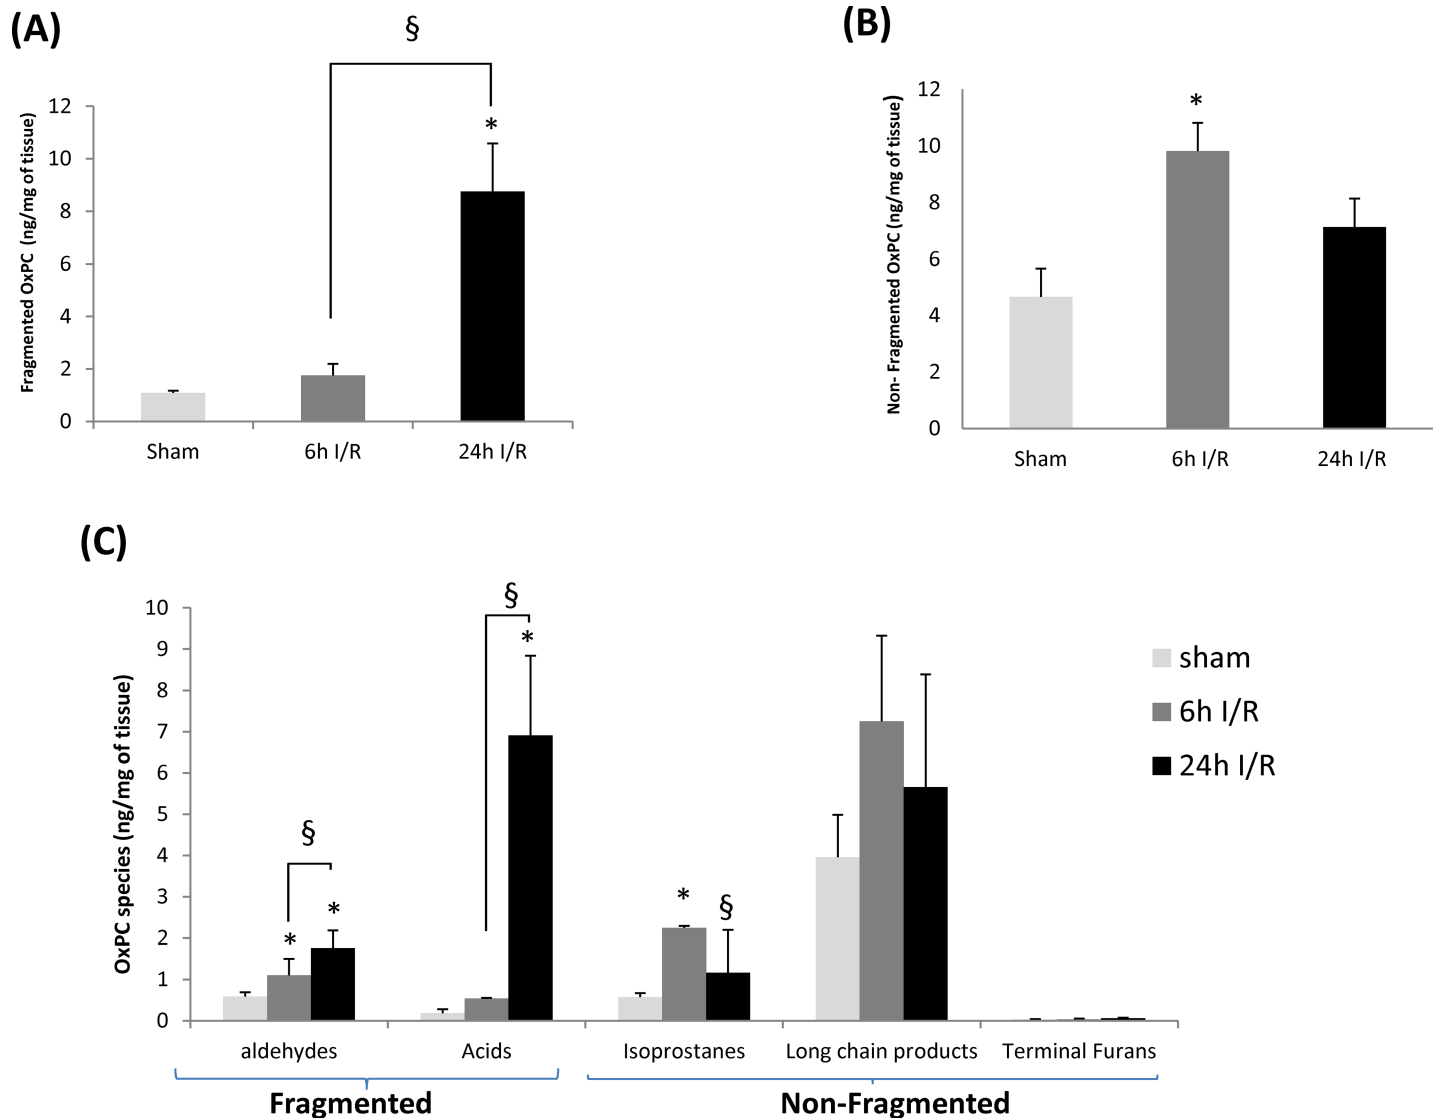 (A)
§
*
Fragmented OxPC (ng/mg of tissue)
12
10
8
6
4
2
0
Sham 6h I/R 24h I/R
(B)
*
Non- Fragmented OxPC (ng/mg of tissue)
12
10
8
6
4
2
0
Sham 6h I/R 24h I/R
(C)
OxPC species (ng/mg of tissue)
10
9
8
7
6
5
4
3
2
1
0
§
*
*
§
*
*
§
sham
6h I/R
24h I/R
aldehydes Acids Isoprostanes Long chain products Terminal Furans
Fragmented Non-Fragmented